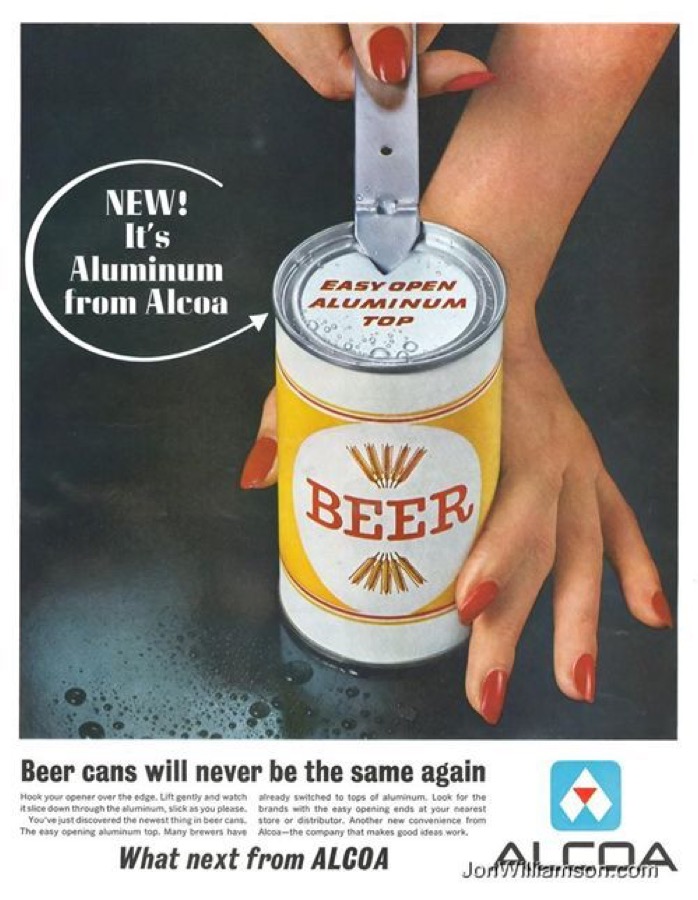 NEW!
It's
Aluminum
from Alcoa
EASY OPEN
ALUMINUM
TOP
BEER
Beer cans will never be the same again
Hook your opener over the edge. Lift gently and watch
it slice down through the aluminum, slick as you please.
You've just discovered the newest thing in beer cans.
The easy opening aluminum top. Many brewers have
already switched to tops of aluminum. Look for the
brands with the easy opening ends at your nearest
store or distributor. Another new convenience from
Alcoa—the company that makes good ideas work.
What next from ALCOA
ALCOA
JonWilliamson.com